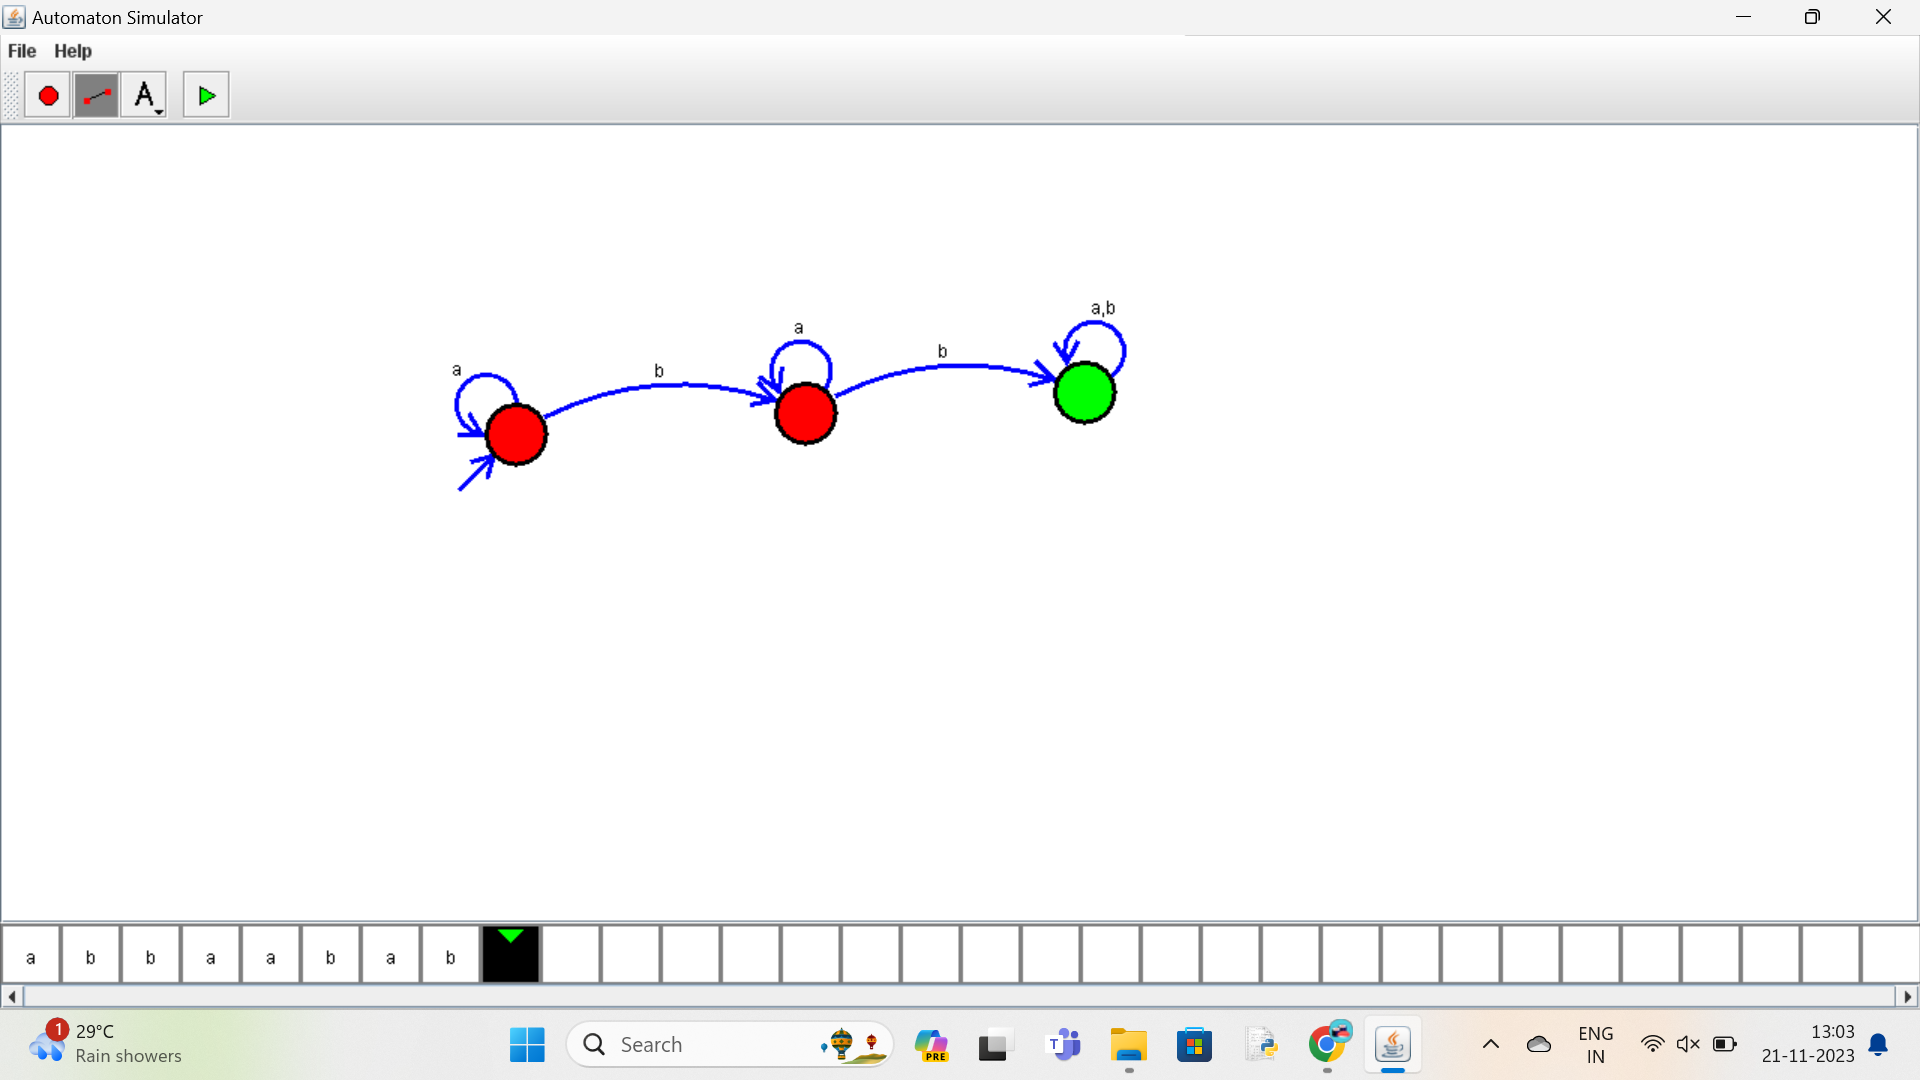 Automaton Simulator
File Help
A
a,b
a
b
a
b
a b b a a b a b
1
29°C
Rain showers
Search
PRE
T
ENG
IN
13:03
21-11-2023